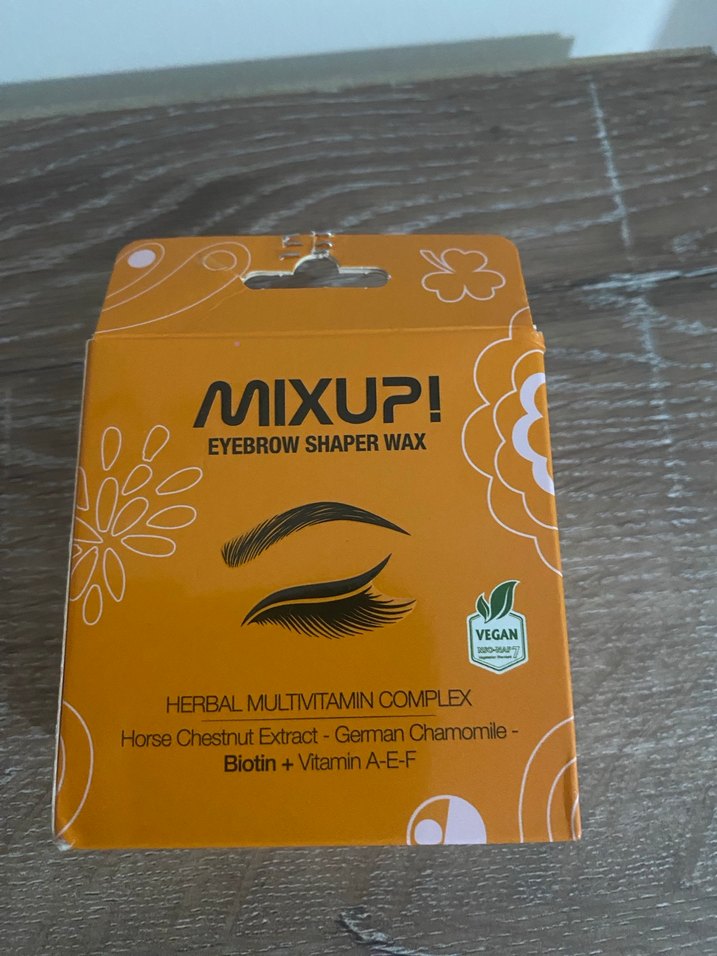 MIXUP!
EYEBROW SHAPER WAX
VEGAN
HERBAL MULTIVITAMIN COMPLEX
Horse Chestnut Extract - German Chamomile -
Biotin + Vitamin A-E-F